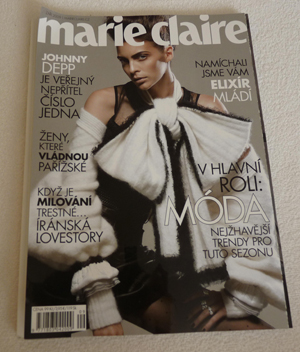 marie claire
JOHNNY
DEPP
JE VEREJNÝ
NEPŘÍTEL
ČÍSLO
JEDNA
NAMÍCHALI
JSME VÁM
ELIXÍR
MLÁDÍ
ŽENY,
KTERÉ
VLÁDNOU
PAŘÍŽSKÉ
KDYŽ JE
MILOVÁNÍ
TRESTNÉ...
ÍRÁNSKÁ
LOVESTORY
V HLAVNÍ
ROLI:
MÓDA
NEJŽHAVĚJŠÍ
TRENDY PRO
TUTO SEZONU